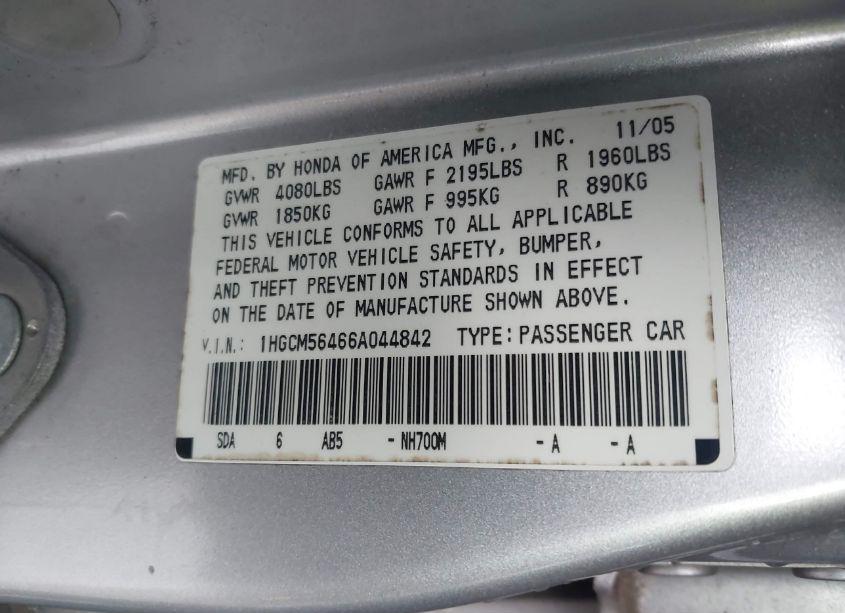 MFD. BY HONDA OF AMERICA MFG., INC. 11/05
GVWR 4080LBS GAWR F 2195LBS R 1960LBS
GVWR 1850KG GAWR F 995KG R 890KG
THIS VEHICLE CONFORMS TO ALL APPLICABLE
FEDERAL MOTOR VEHICLE SAFETY, BUMPER,
AND THEFT PREVENTION STANDARDS IN EFFECT
ON THE DATE OF MANUFACTURE SHOWN ABOVE.
V.I.N.: 1HGCM56466A044842 TYPE: PASSENGER CAR
SDA 6 AB5 - NH700M - A - A